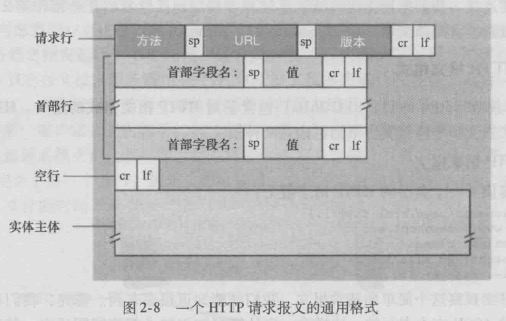 请求行 方法 sp URL sp 版本 cr lf
首部字段名: sp 值 cr lf
首部行
首部字段名: sp 值 cr lf
空行 cr lf
实体主体
图 2-8 一个 HTTP 请求报文的通用格式